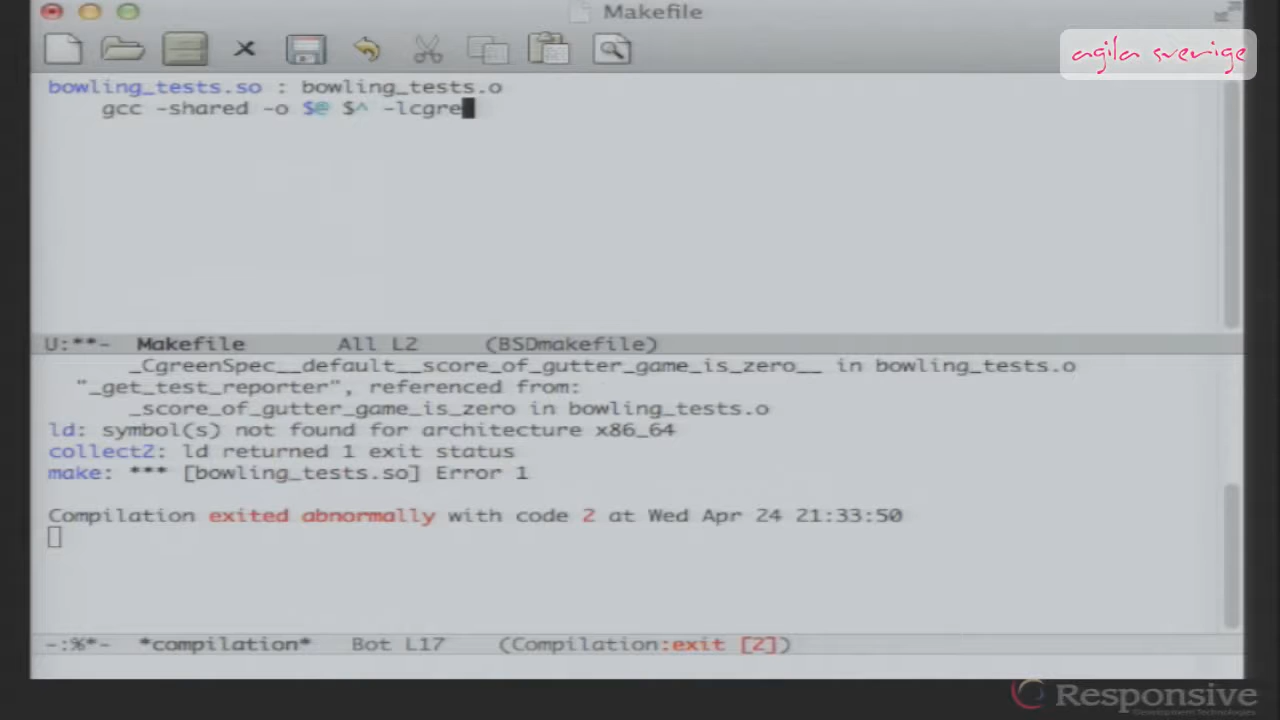 Makefile
agila sverige
bowling_tests.so : bowling_tests.o
gcc -shared -o $@ $^ -lcgre
U:**- Makefile All L2 (BSDmakefile)
_CgreenSpec__default__score_of_gutter_game_is_zero__ in bowling_tests.o
"_get_test_reporter", referenced from:
_score_of_gutter_game_is_zero in bowling_tests.o
ld: symbol(s) not found for architecture x86_64
collect2: ld returned 1 exit status
make: *** [bowling_tests.so] Error 1
Compilation exited abnormally with code 2 at Wed Apr 24 21:33:50
-:%*- *compilation* Bot L17 (Compilation:exit [2])
Responsive
Development Technologies